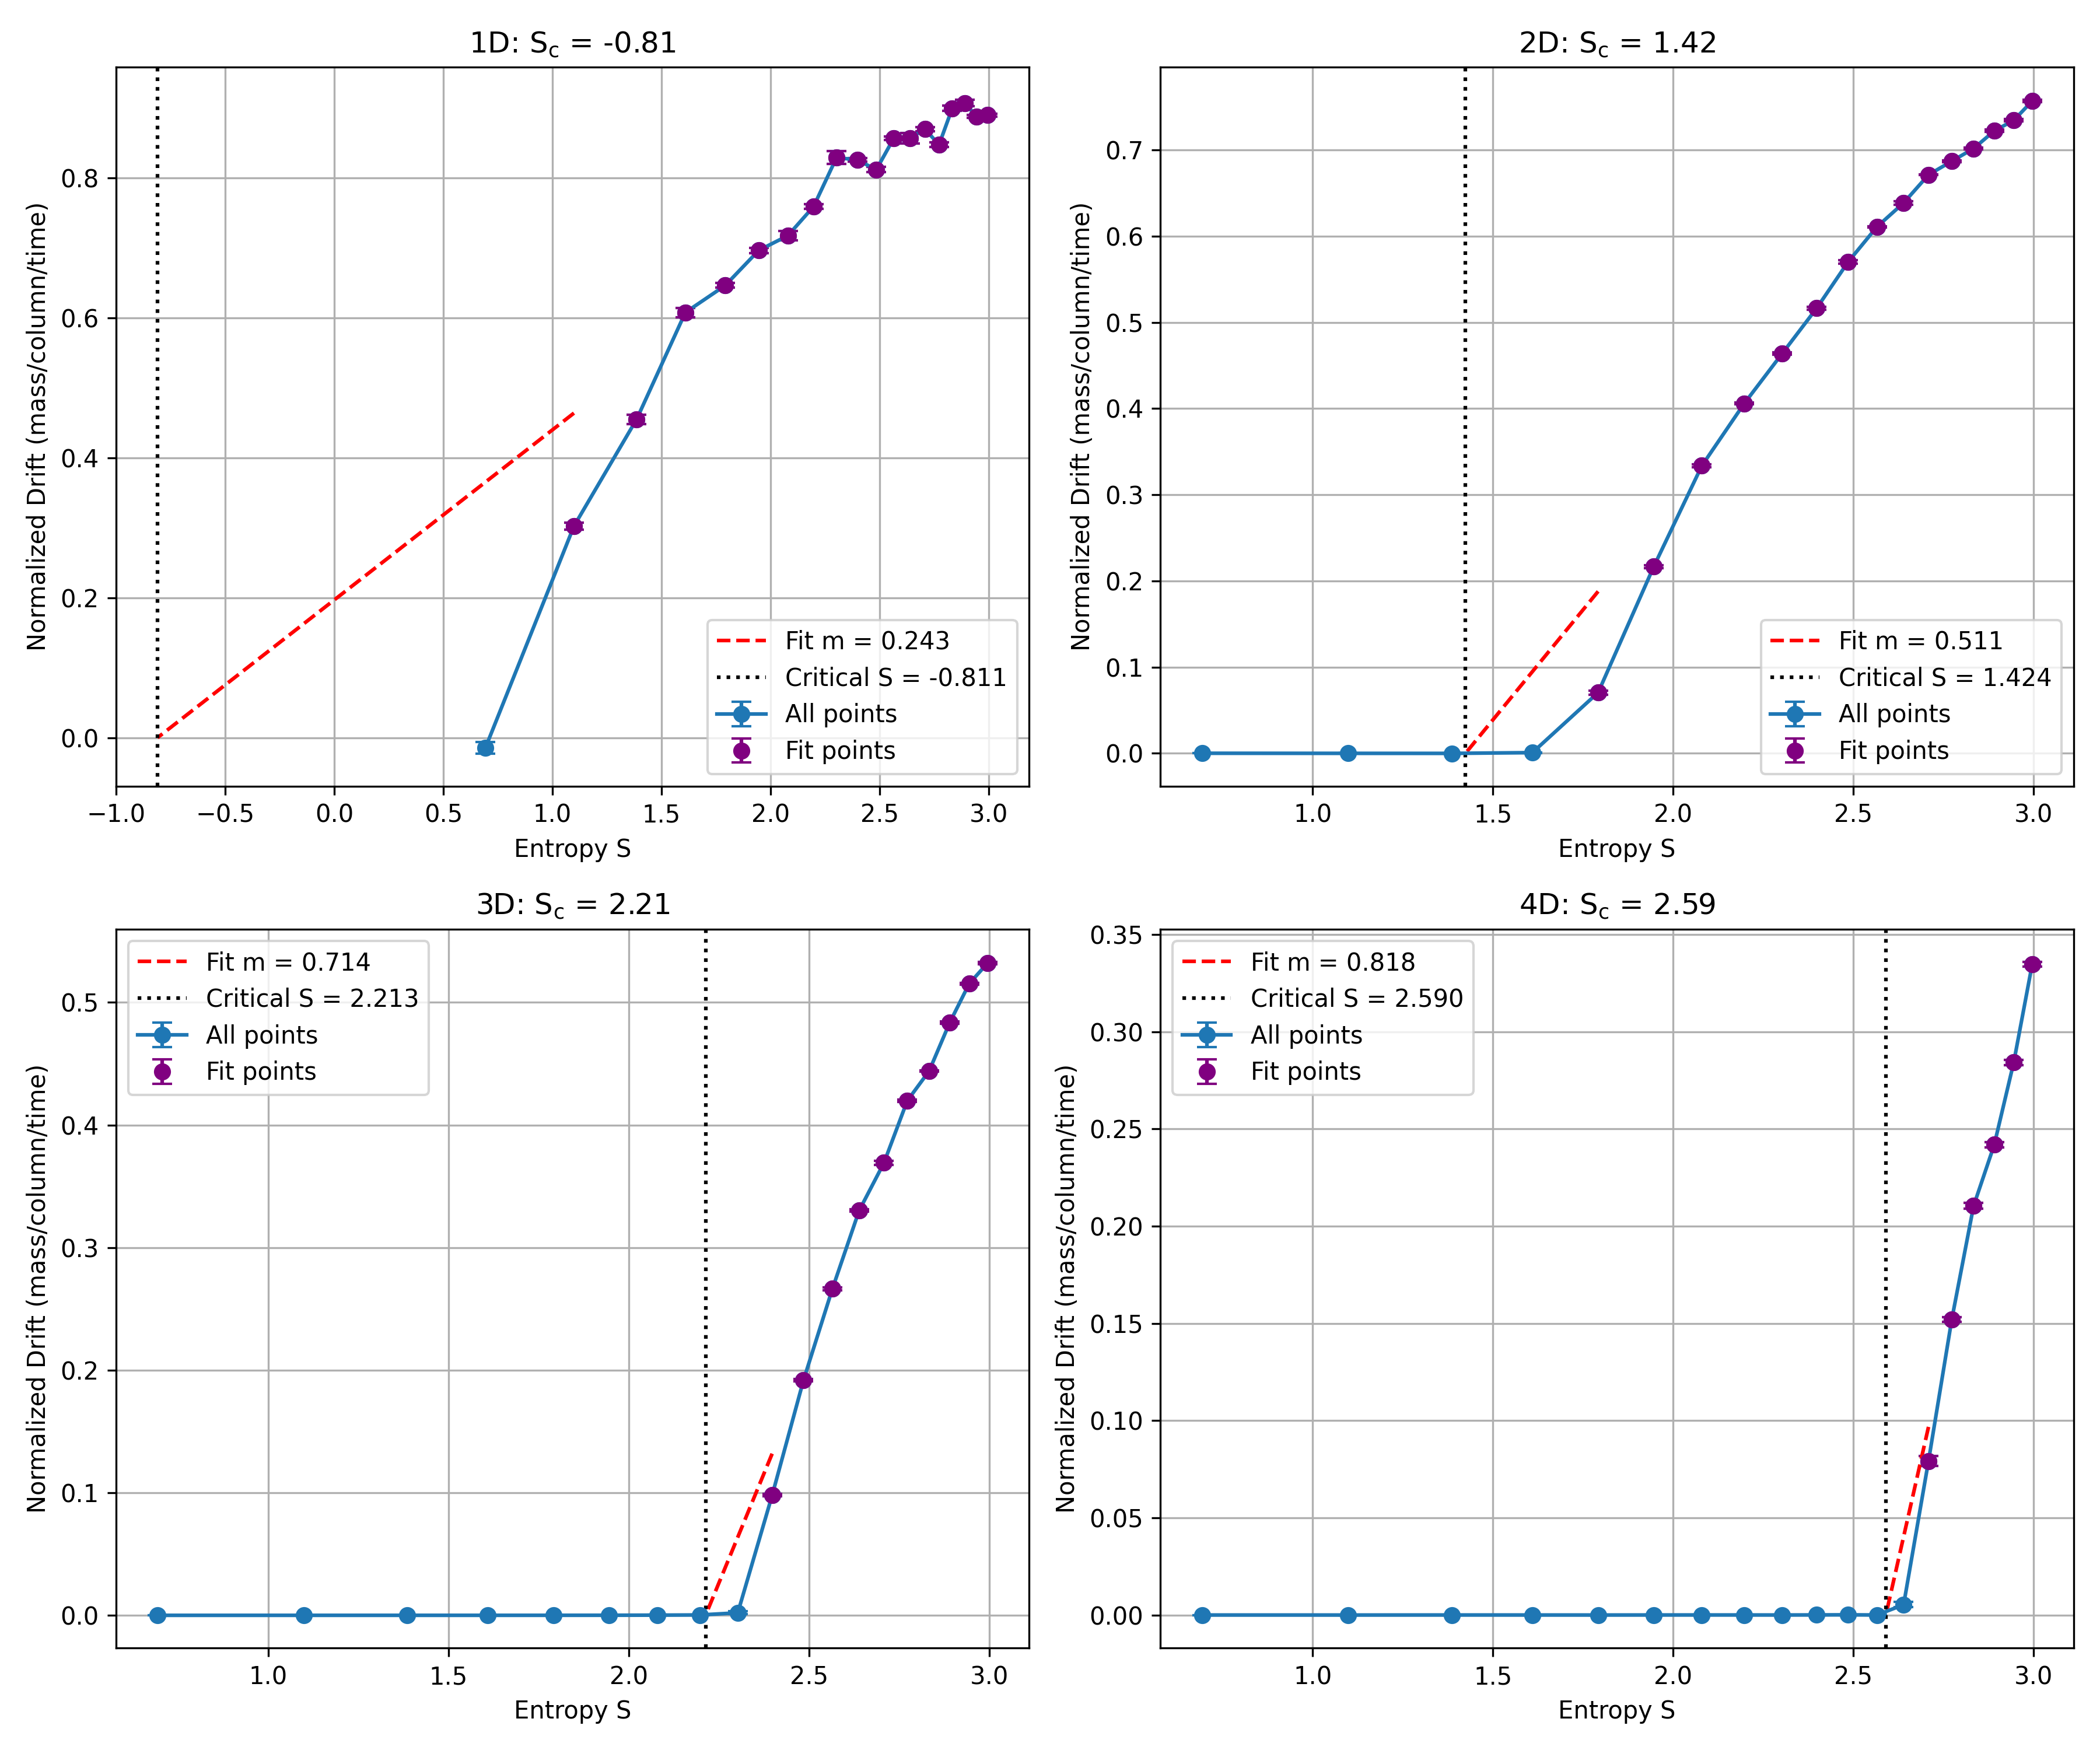 1D: Sc = -0.81
Normalized Drift (mass/column/time)
0.8
0.6
0.4
0.2
0.0
Fit m = 0.243
Critical S = -0.811
All points
Fit points
−1.0 −0.5 0.0 0.5 1.0 1.5 2.0 2.5 3.0
Entropy S
2D: Sc = 1.42
Normalized Drift (mass/column/time)
0.7
0.6
0.5
0.4
0.3
0.2
0.1
0.0
Fit m = 0.511
Critical S = 1.424
All points
Fit points
1.0 1.5 2.0 2.5 3.0
Entropy S
3D: Sc = 2.21
Normalized Drift (mass/column/time)
Fit m = 0.714
Critical S = 2.213
All points
Fit points
0.5
0.4
0.3
0.2
0.1
0.0
1.0 1.5 2.0 2.5 3.0
Entropy S
4D: Sc = 2.59
Normalized Drift (mass/column/time)
Fit m = 0.818
Critical S = 2.590
All points
Fit points
0.35
0.30
0.25
0.20
0.15
0.10
0.05
0.00
1.0 1.5 2.0 2.5 3.0
Entropy S